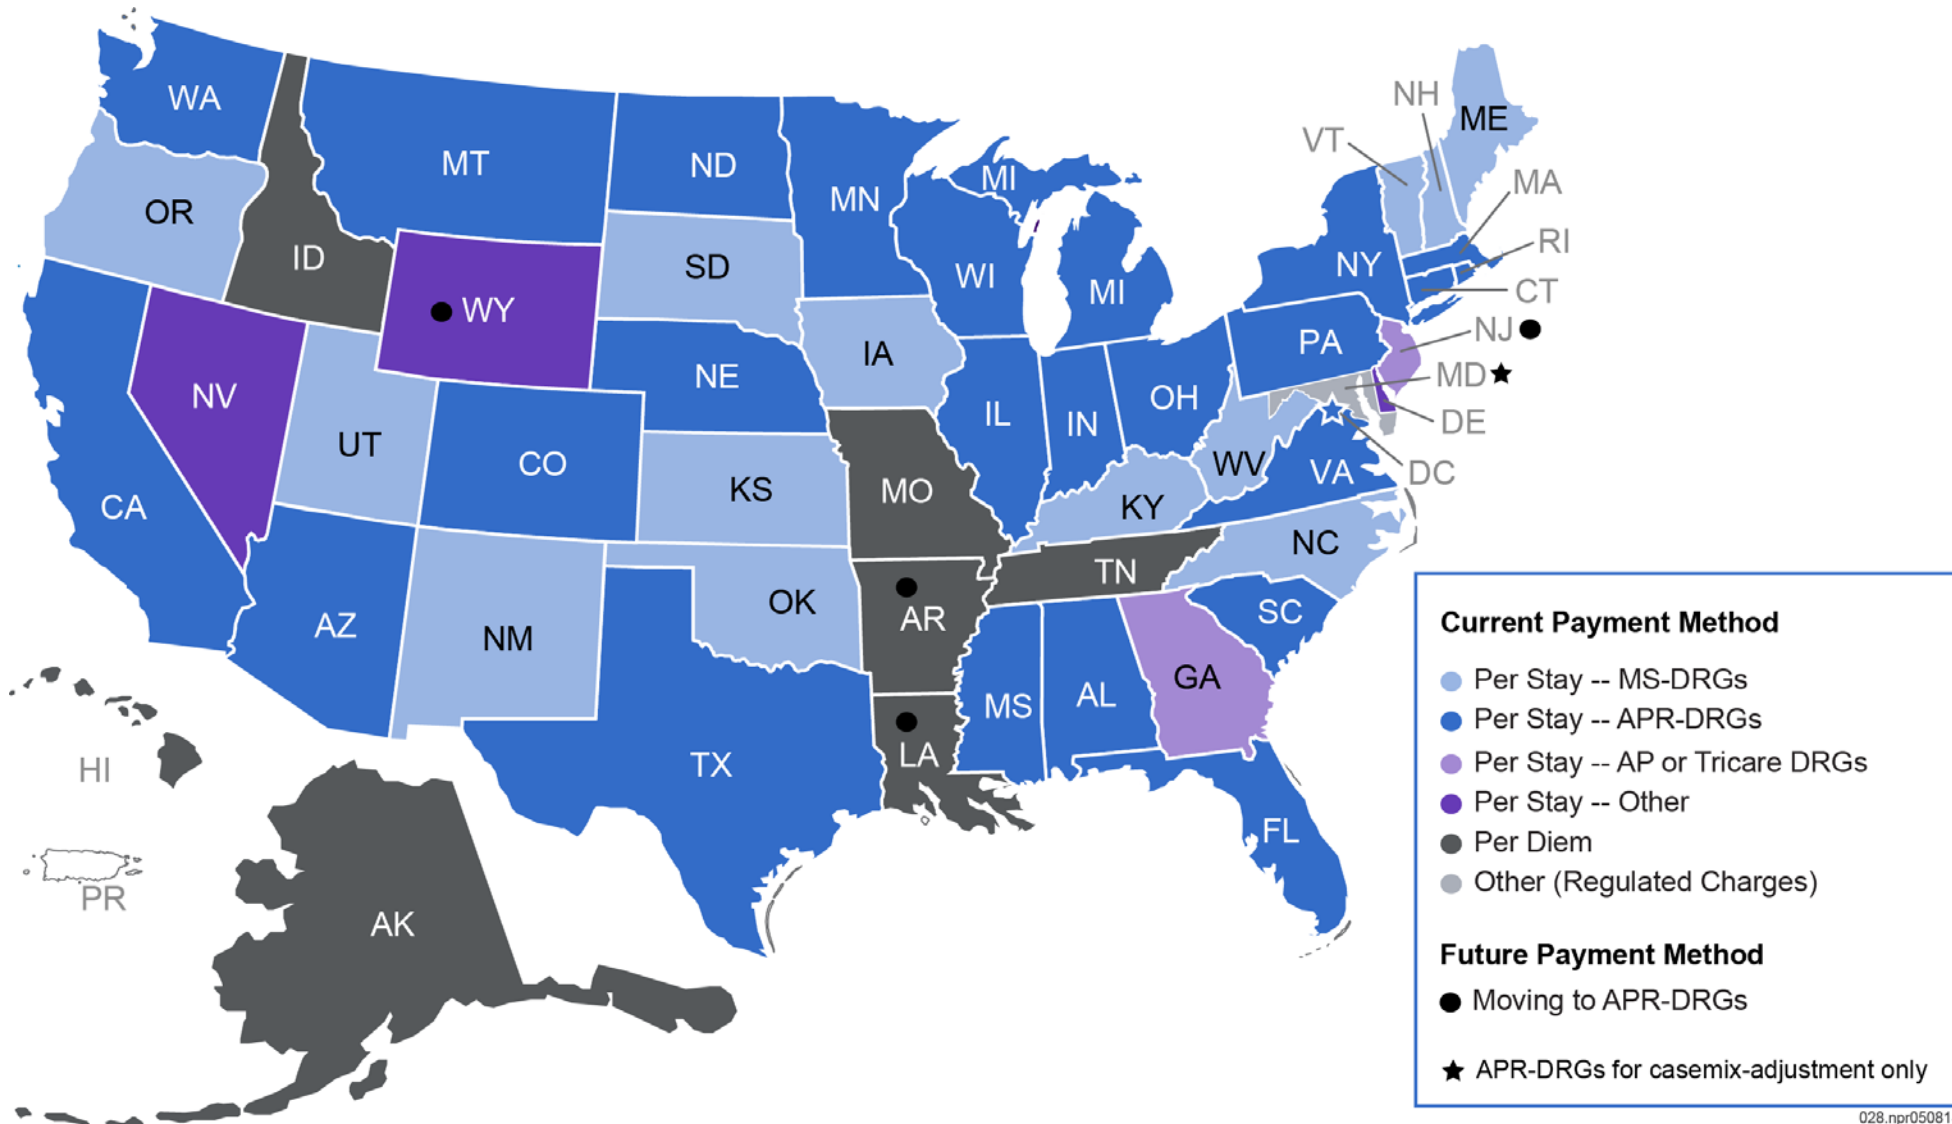 WA
NH
ME
VT
MT
ND
MN
MI
MA
OR
ID
SD
WI
MI
NY
RI
CT
WY
NJ
PA
IA
NE
MD
NV
OH
IL
IN
DE
UT
CO
KS
MO
WV
VA
DC
CA
KY
NC
TN
OK
AR
SC
AZ
NM
GA
MS
AL
LA
TX
HI
FL
PR
AK
Current Payment Method
Per Stay -- MS-DRGs
Per Stay -- APR-DRGs
Per Stay -- AP or Tricare DRGs
Per Stay -- Other
Per Diem
Other (Regulated Charges)
Future Payment Method
Moving to APR-DRGs
APR-DRGs for casemix-adjustment only
028.npr05081